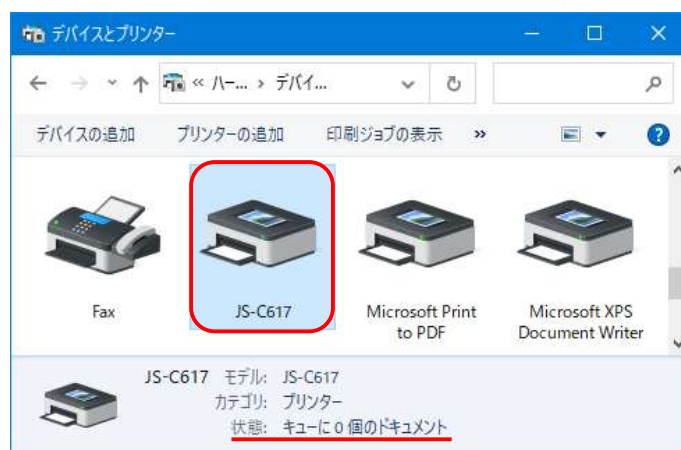 デバイスとプリンター
« ハー... › デバイ...
デバイスの追加 プリンターの追加 印刷ジョブの表示 »
Fax
JS-C617
Microsoft Print
to PDF
Microsoft XPS
Document Writer
JS-C617 モデル: JS-C617
カテゴリ: プリンター
状態: キューに 0 個のドキュメント